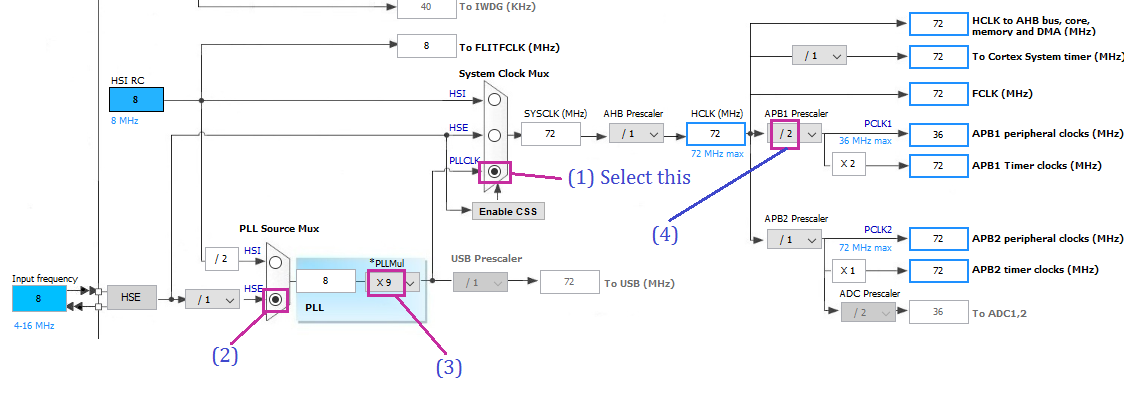 40 To IWDG (KHz)
8 To FLITFCLK (MHz)
HSI RC
8
8 MHz
System Clock Mux
HSI
HSE
PLLCLK
(1) Select this
Enable CSS
SYSCLK (MHz)
72
AHB Prescaler
/ 1
HCLK (MHz)
72
72 MHz max
72 HCLK to AHB bus, core,
memory and DMA (MHz)
/ 1 72 To Cortex System timer (MHz)
72 FCLK (MHz)
APB1 Prescaler
/ 2
PCLK1
36 MHz max
36 APB1 peripheral clocks (MHz)
X 2 72 APB1 Timer clocks (MHz)
(4)
APB2 Prescaler
/ 1
PCLK2
72 MHz max
72 APB2 peripheral clocks (MHz)
X 1 72 APB2 timer clocks (MHz)
ADC Prescaler
/ 2 36 To ADC1,2
PLL Source Mux
/ 2 HSI
Input frequency
8
4-16 MHz
HSE
/ 1 HSE
(2)
8
*PLLMul
X 9
PLL
(3)
USB Prescaler
/ 1 72 To USB (MHz)